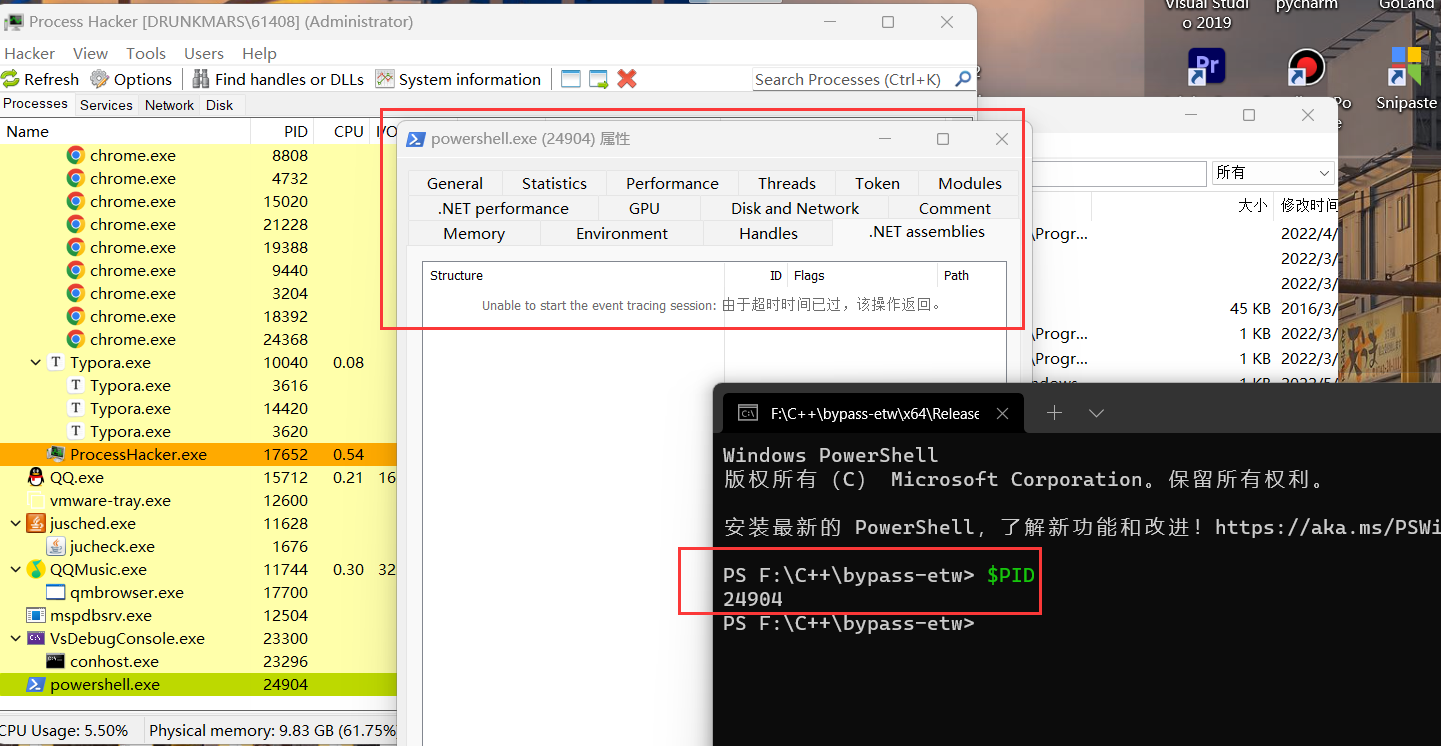 Process Hacker [DRUNKMARS\61408] (Administrator)
Hacker View Tools Users Help
Refresh Options Find handles or DLLs System information Search Processes (Ctrl+K)
Processes Services Network Disk
Name PID CPU I/O
chrome.exe 8808
chrome.exe 4732
chrome.exe 15020
chrome.exe 21228
chrome.exe 19388
chrome.exe 9440
chrome.exe 3204
chrome.exe 18392
chrome.exe 24368
Typora.exe 10040 0.08
Typora.exe 3616
Typora.exe 14420
Typora.exe 3620
ProcessHacker.exe 17652 0.54
QQ.exe 15712 0.21 16
vmware-tray.exe 12600
jusched.exe 11628
jucheck.exe 1676
QQMusic.exe 11744 0.30 32
qmbrowser.exe 17700
mspdbsrv.exe 12504
VsDebugConsole.exe 23300
conhost.exe 23296
powershell.exe 24904
CPU Usage: 5.50% Physical memory: 9.83 GB (61.75%
powershell.exe (24904) 属性
General Statistics Performance Threads Token Modules
.NET performance GPU Disk and Network Comment
Memory Environment Handles .NET assemblies
Structure ID Flags Path
Unable to start the event tracing session: 由于超时时间已过，该操作返回。
Visual Studi
o 2019
pycharm
GoLand
Pr
Snipaste
所有
大小 修改时间
\Progr... 2022/4/
2022/3/
2022/3/
45 KB 2016/3/
\Progr... 1 KB 2022/3/
\Progr... 1 KB 2022/3/
1 KB 2022/5/
F:\C++\bypass-etw\x64\Release
Windows PowerShell
版权所有 (C) Microsoft Corporation。保留所有权利。
安装最新的 PowerShell，了解新功能和改进！https://aka.ms/PSWi
PS F:\C++\bypass-etw> $PID
24904
PS F:\C++\bypass-etw>